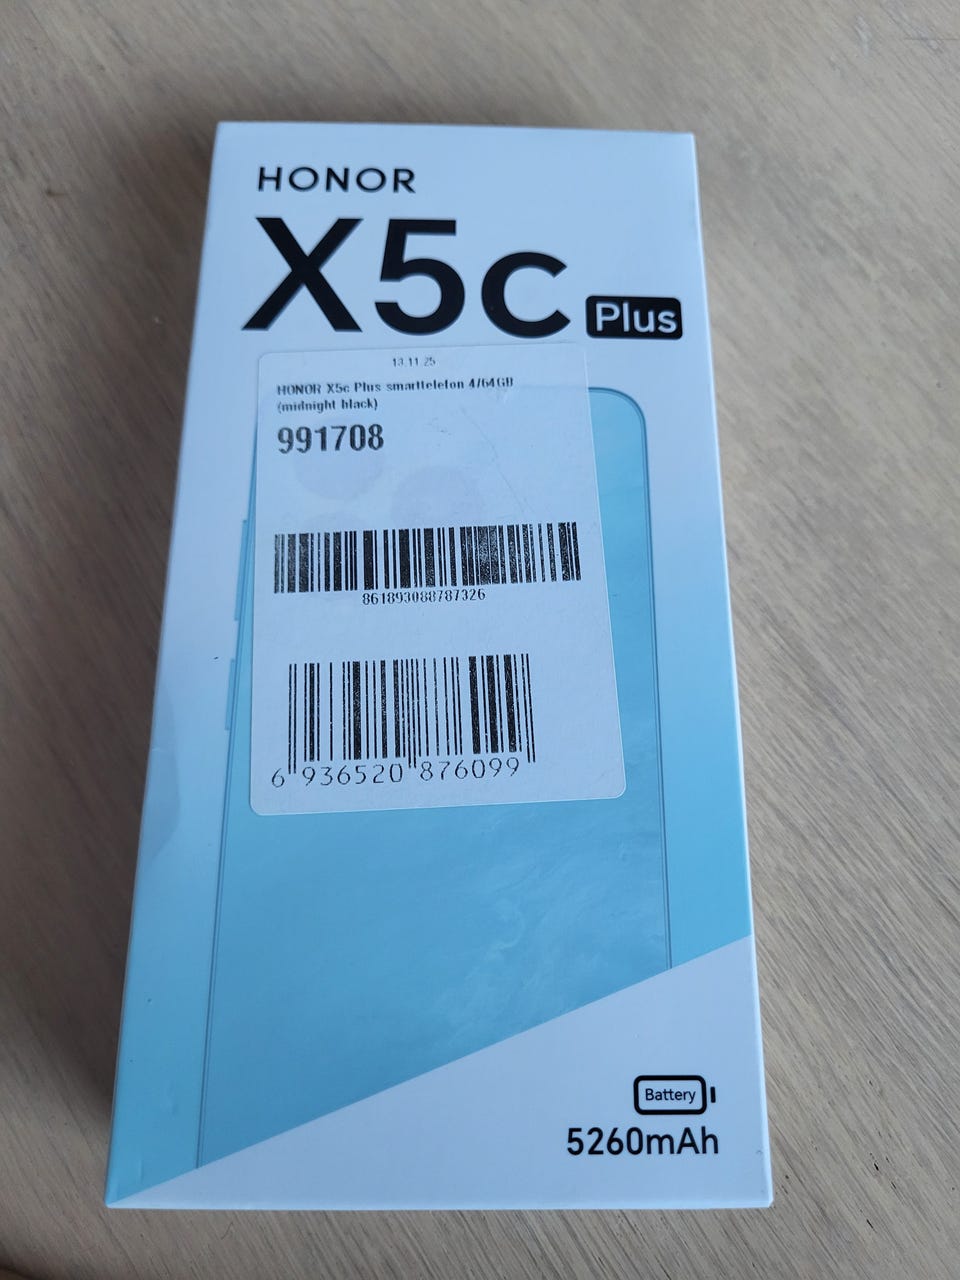 HONOR
X5c Plus
13.11.25
HONOR X5c Plus smarttelefon 4/64GB
(midnight black)
991708
861893088787326
6 936520 876099
Battery
5260mAh